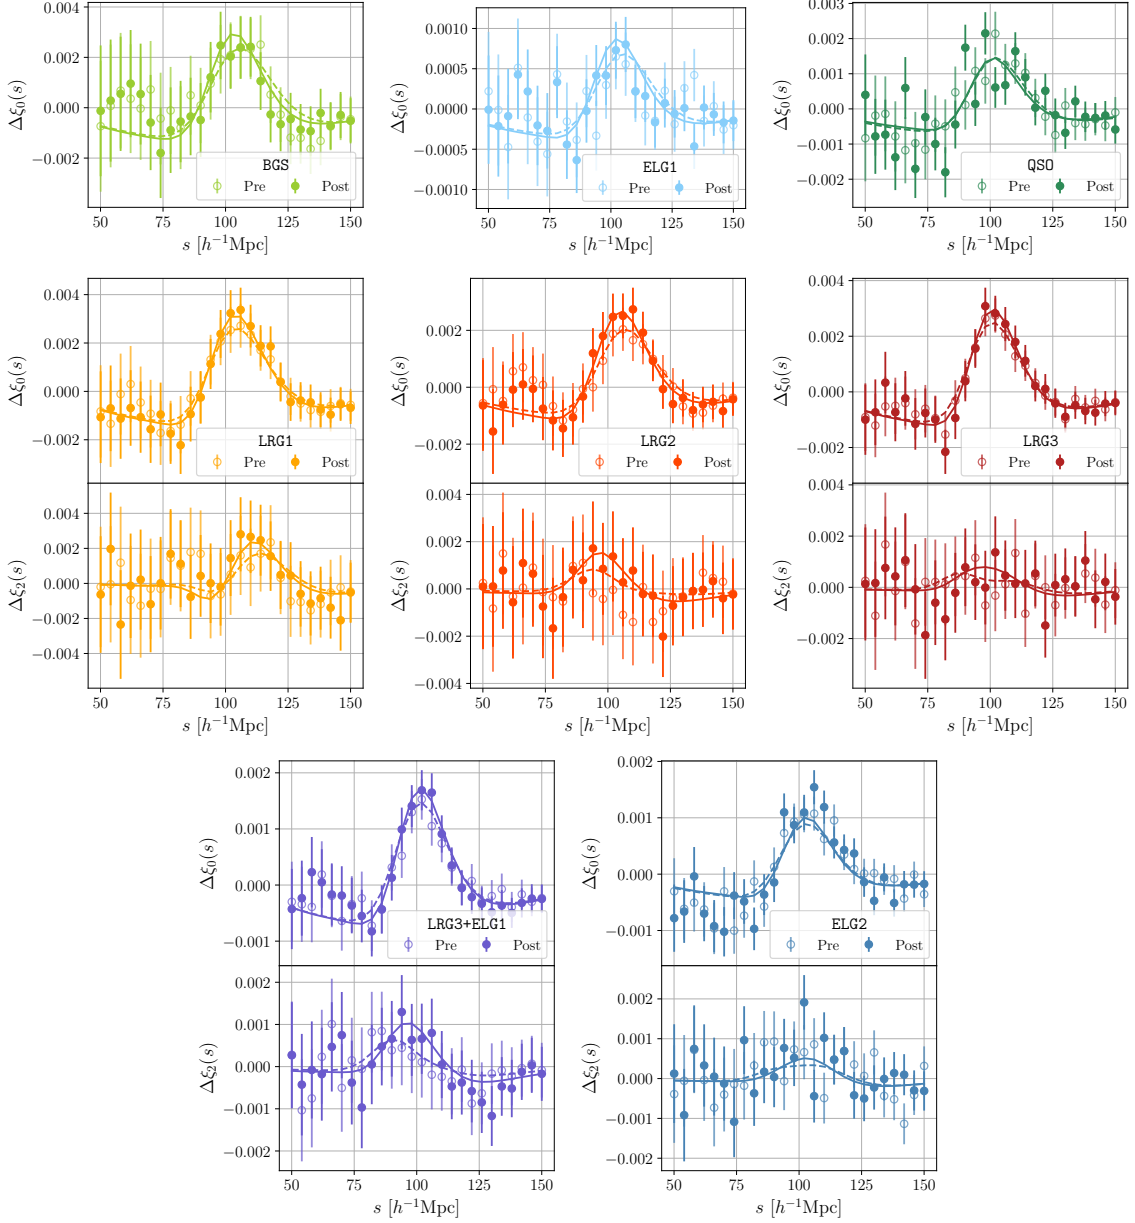 0.004
0.002
0.000
−0.002
Δξ₀(s)
BGS
Pre Post
50 75 100 125 150
s [h⁻¹Mpc]
0.0010
0.0005
0.0000
−0.0005
−0.0010
Δξ₀(s)
ELG1
Pre Post
50 75 100 125 150
s [h⁻¹Mpc]
0.003
0.002
0.001
0.000
−0.001
−0.002
Δξ₀(s)
QSO
Pre Post
50 75 100 125 150
s [h⁻¹Mpc]
0.004
0.002
0.000
−0.002
Δξ₀(s)
LRG1
Pre Post
0.004
0.002
0.000
−0.002
−0.004
Δξ₂(s)
50 75 100 125 150
s [h⁻¹Mpc]
0.002
0.000
−0.002
Δξ₀(s)
LRG2
Pre Post
0.004
0.002
0.000
−0.002
−0.004
Δξ₂(s)
50 75 100 125 150
s [h⁻¹Mpc]
0.004
0.002
0.000
−0.002
Δξ₀(s)
LRG3
Pre Post
0.004
0.002
0.000
−0.002
Δξ₂(s)
50 75 100 125 150
s [h⁻¹Mpc]
0.002
0.001
0.000
−0.001
Δξ₀(s)
LRG3+ELG1
Pre Post
0.002
0.001
0.000
−0.001
−0.002
Δξ₂(s)
50 75 100 125 150
s [h⁻¹Mpc]
0.002
0.001
0.000
−0.001
Δξ₀(s)
ELG2
Pre Post
0.002
0.001
0.000
−0.001
−0.002
Δξ₂(s)
50 75 100 125 150
s [h⁻¹Mpc]